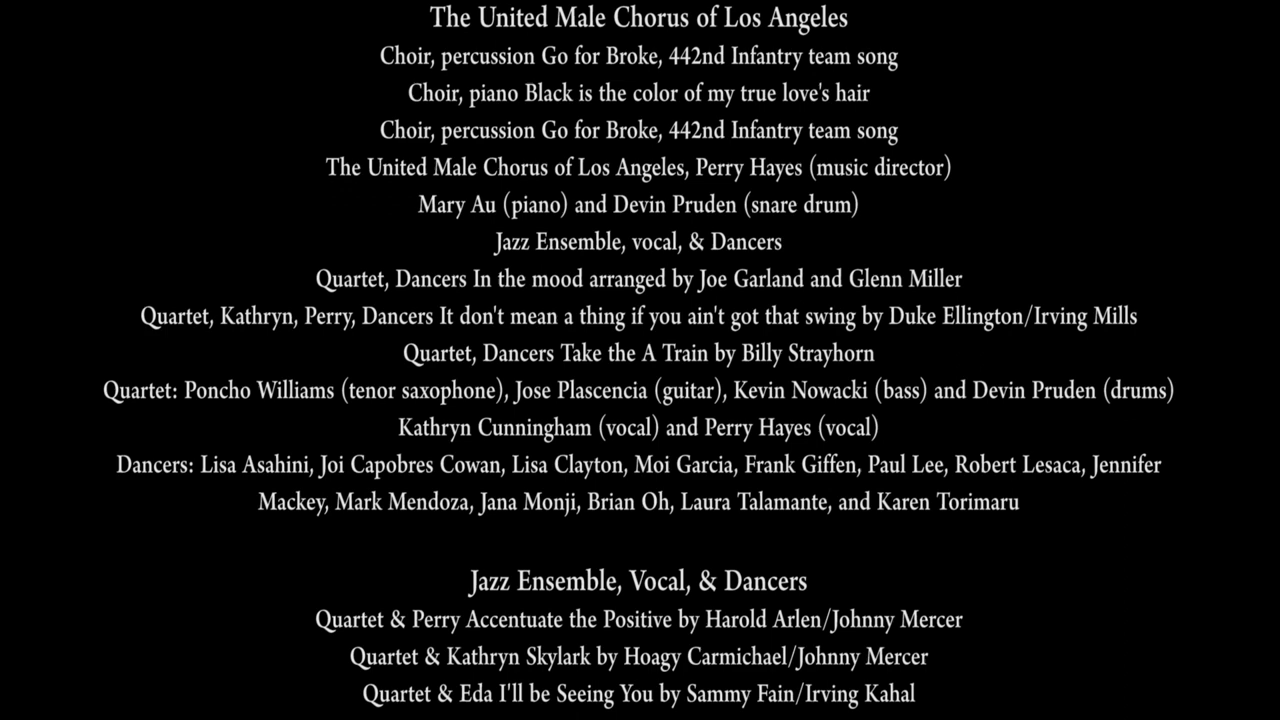 The United Male Chorus of Los Angeles
Choir, percussion Go for Broke, 442nd Infantry team song
Choir, piano Black is the color of my true love's hair
Choir, percussion Go for Broke, 442nd Infantry team song
The United Male Chorus of Los Angeles, Perry Hayes (music director)
Mary Au (piano) and Devin Pruden (snare drum)
Jazz Ensemble, vocal, & Dancers
Quartet, Dancers In the mood arranged by Joe Garland and Glenn Miller
Quartet, Kathryn, Perry, Dancers It don't mean a thing if you ain't got that swing by Duke Ellington/Irving Mills
Quartet, Dancers Take the A Train by Billy Strayhorn
Quartet: Poncho Williams (tenor saxophone), Jose Plascencia (guitar), Kevin Nowacki (bass) and Devin Pruden (drums)
Kathryn Cunningham (vocal) and Perry Hayes (vocal)
Dancers: Lisa Asahini, Joi Capobres Cowan, Lisa Clayton, Moi Garcia, Frank Giffen, Paul Lee, Robert Lesaca, Jennifer
Mackey, Mark Mendoza, Jana Monji, Brian Oh, Laura Talamante, and Karen Torimaru
Jazz Ensemble, Vocal, & Dancers
Quartet & Perry Accentuate the Positive by Harold Arlen/Johnny Mercer
Quartet & Kathryn Skylark by Hoagy Carmichael/Johnny Mercer
Quartet & Eda I'll be Seeing You by Sammy Fain/Irving Kahal